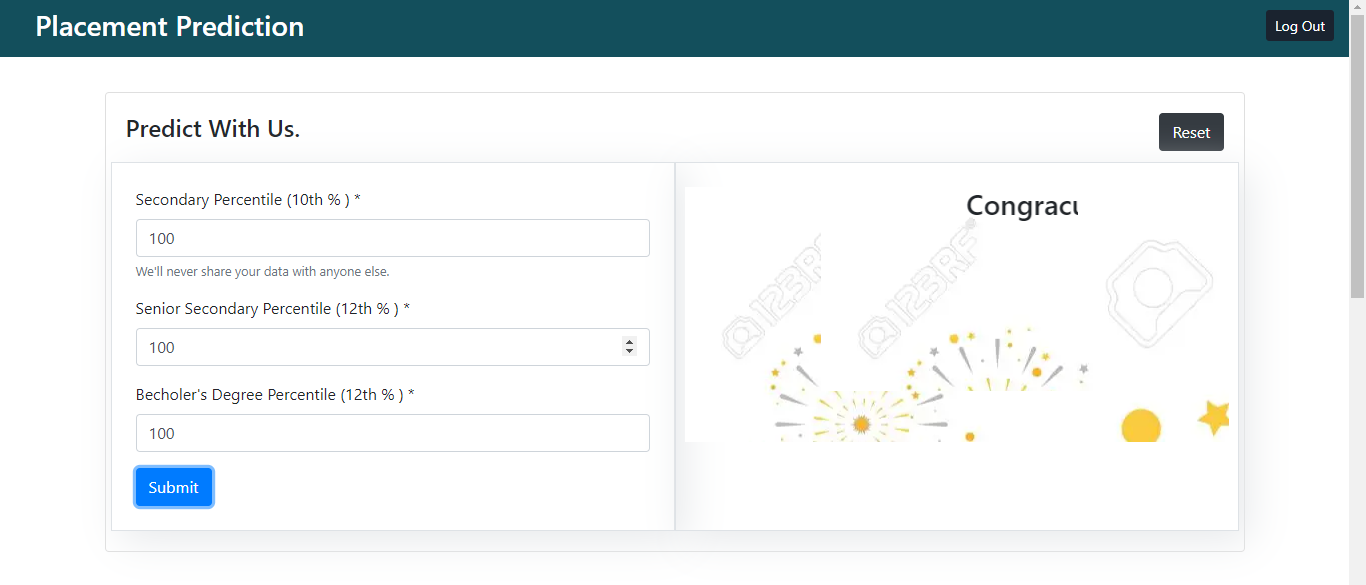 Placement Prediction
Log Out
Predict With Us.
Reset
Secondary Percentile (10th % ) *
100
We'll never share your data with anyone else.
Senior Secondary Percentile (12th % ) *
100
Becholer's Degree Percentile (12th % ) *
100
Submit
Congracu
123RF
123RF